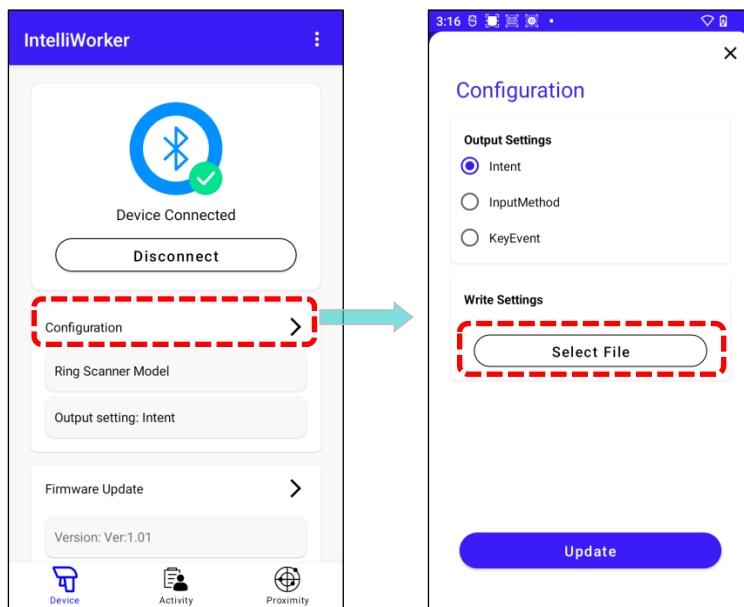 IntelliWorker
Device Connected
Disconnect
Configuration
Ring Scanner Model
Output setting: Intent
Firmware Update
Version: Ver:1.01
Device
Activity
Proximity
3:16
Configuration
Output Settings
Intent
InputMethod
KeyEvent
Write Settings
Select File
Update